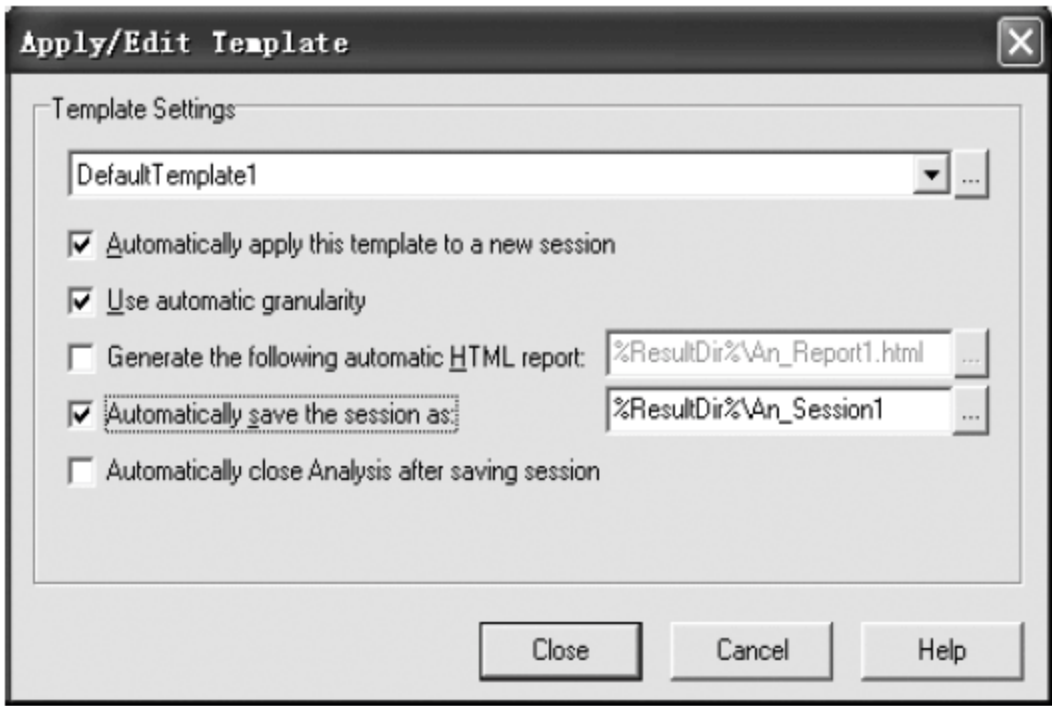 Apply/Edit Template
Template Settings
DefaultTemplate1
...
Automatically apply this template to a new session
Use automatic granularity
Generate the following automatic HTML report: %ResultDir%\An_Report1.html ...
Automatically save the session as: %ResultDir%\An_Session1 ...
Automatically close Analysis after saving session
Close Cancel Help